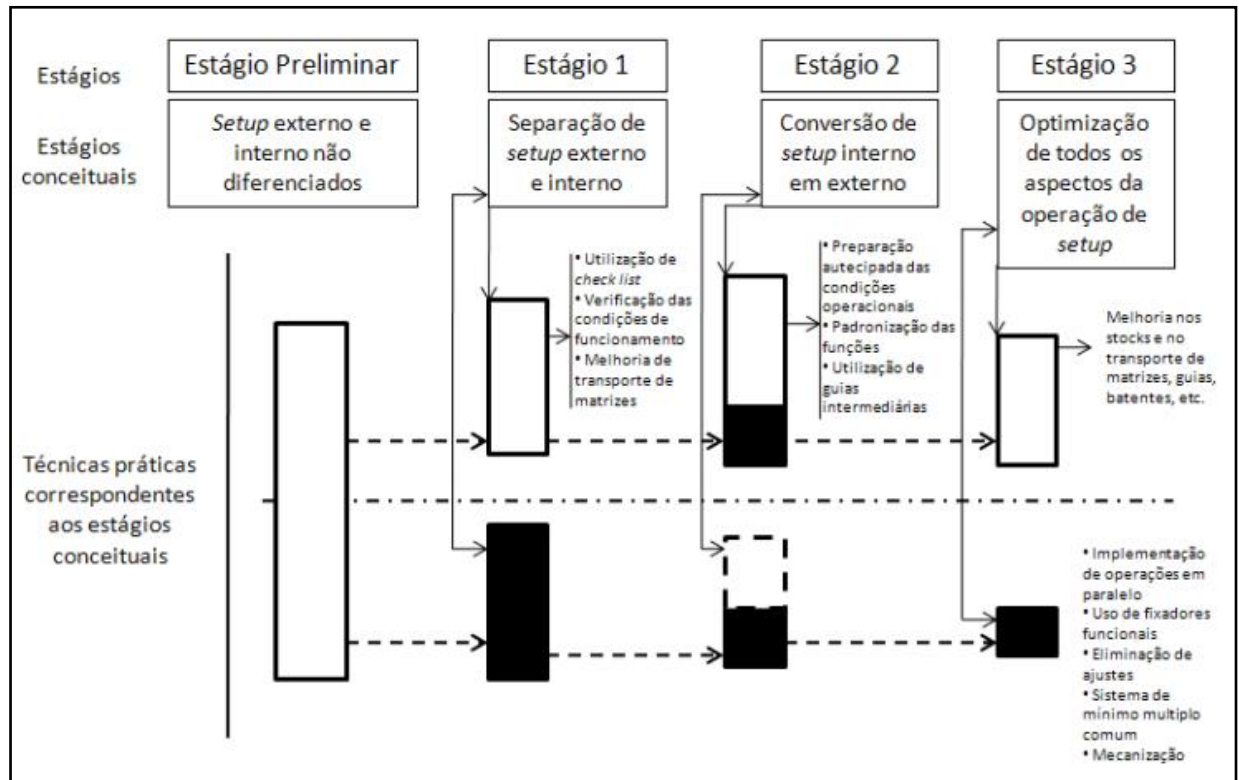 Estágios
Estágio Preliminar
Estágio 1
Estágio 2
Estágio 3
Estágios
conceituais
Setup externo e
interno não
diferenciados
Separação de
setup externo
e interno
Conversão de
setup interno
em externo
Optimização
de todos os
aspectos da
operação de
setup
Técnicas práticas
correspondentes
aos estágios
conceituais
• Utilização de
check list
• Verificação das
condições de
funcionamento
• Melhoria de
transporte de
matrizes
• Preparação
autecipada das
condições
operacionais
• Padronização das
funções
• Utilização de
guias
intermediárias
Melhoria nos
stocks e no
transporte de
matrizes, guias,
batentes, etc.
• Implementação
de operações em
paralelo
• Uso de fixadores
funcionais
• Eliminação de
ajustes
• Sistema de
mínimo multiplo
comum
• Mecanização